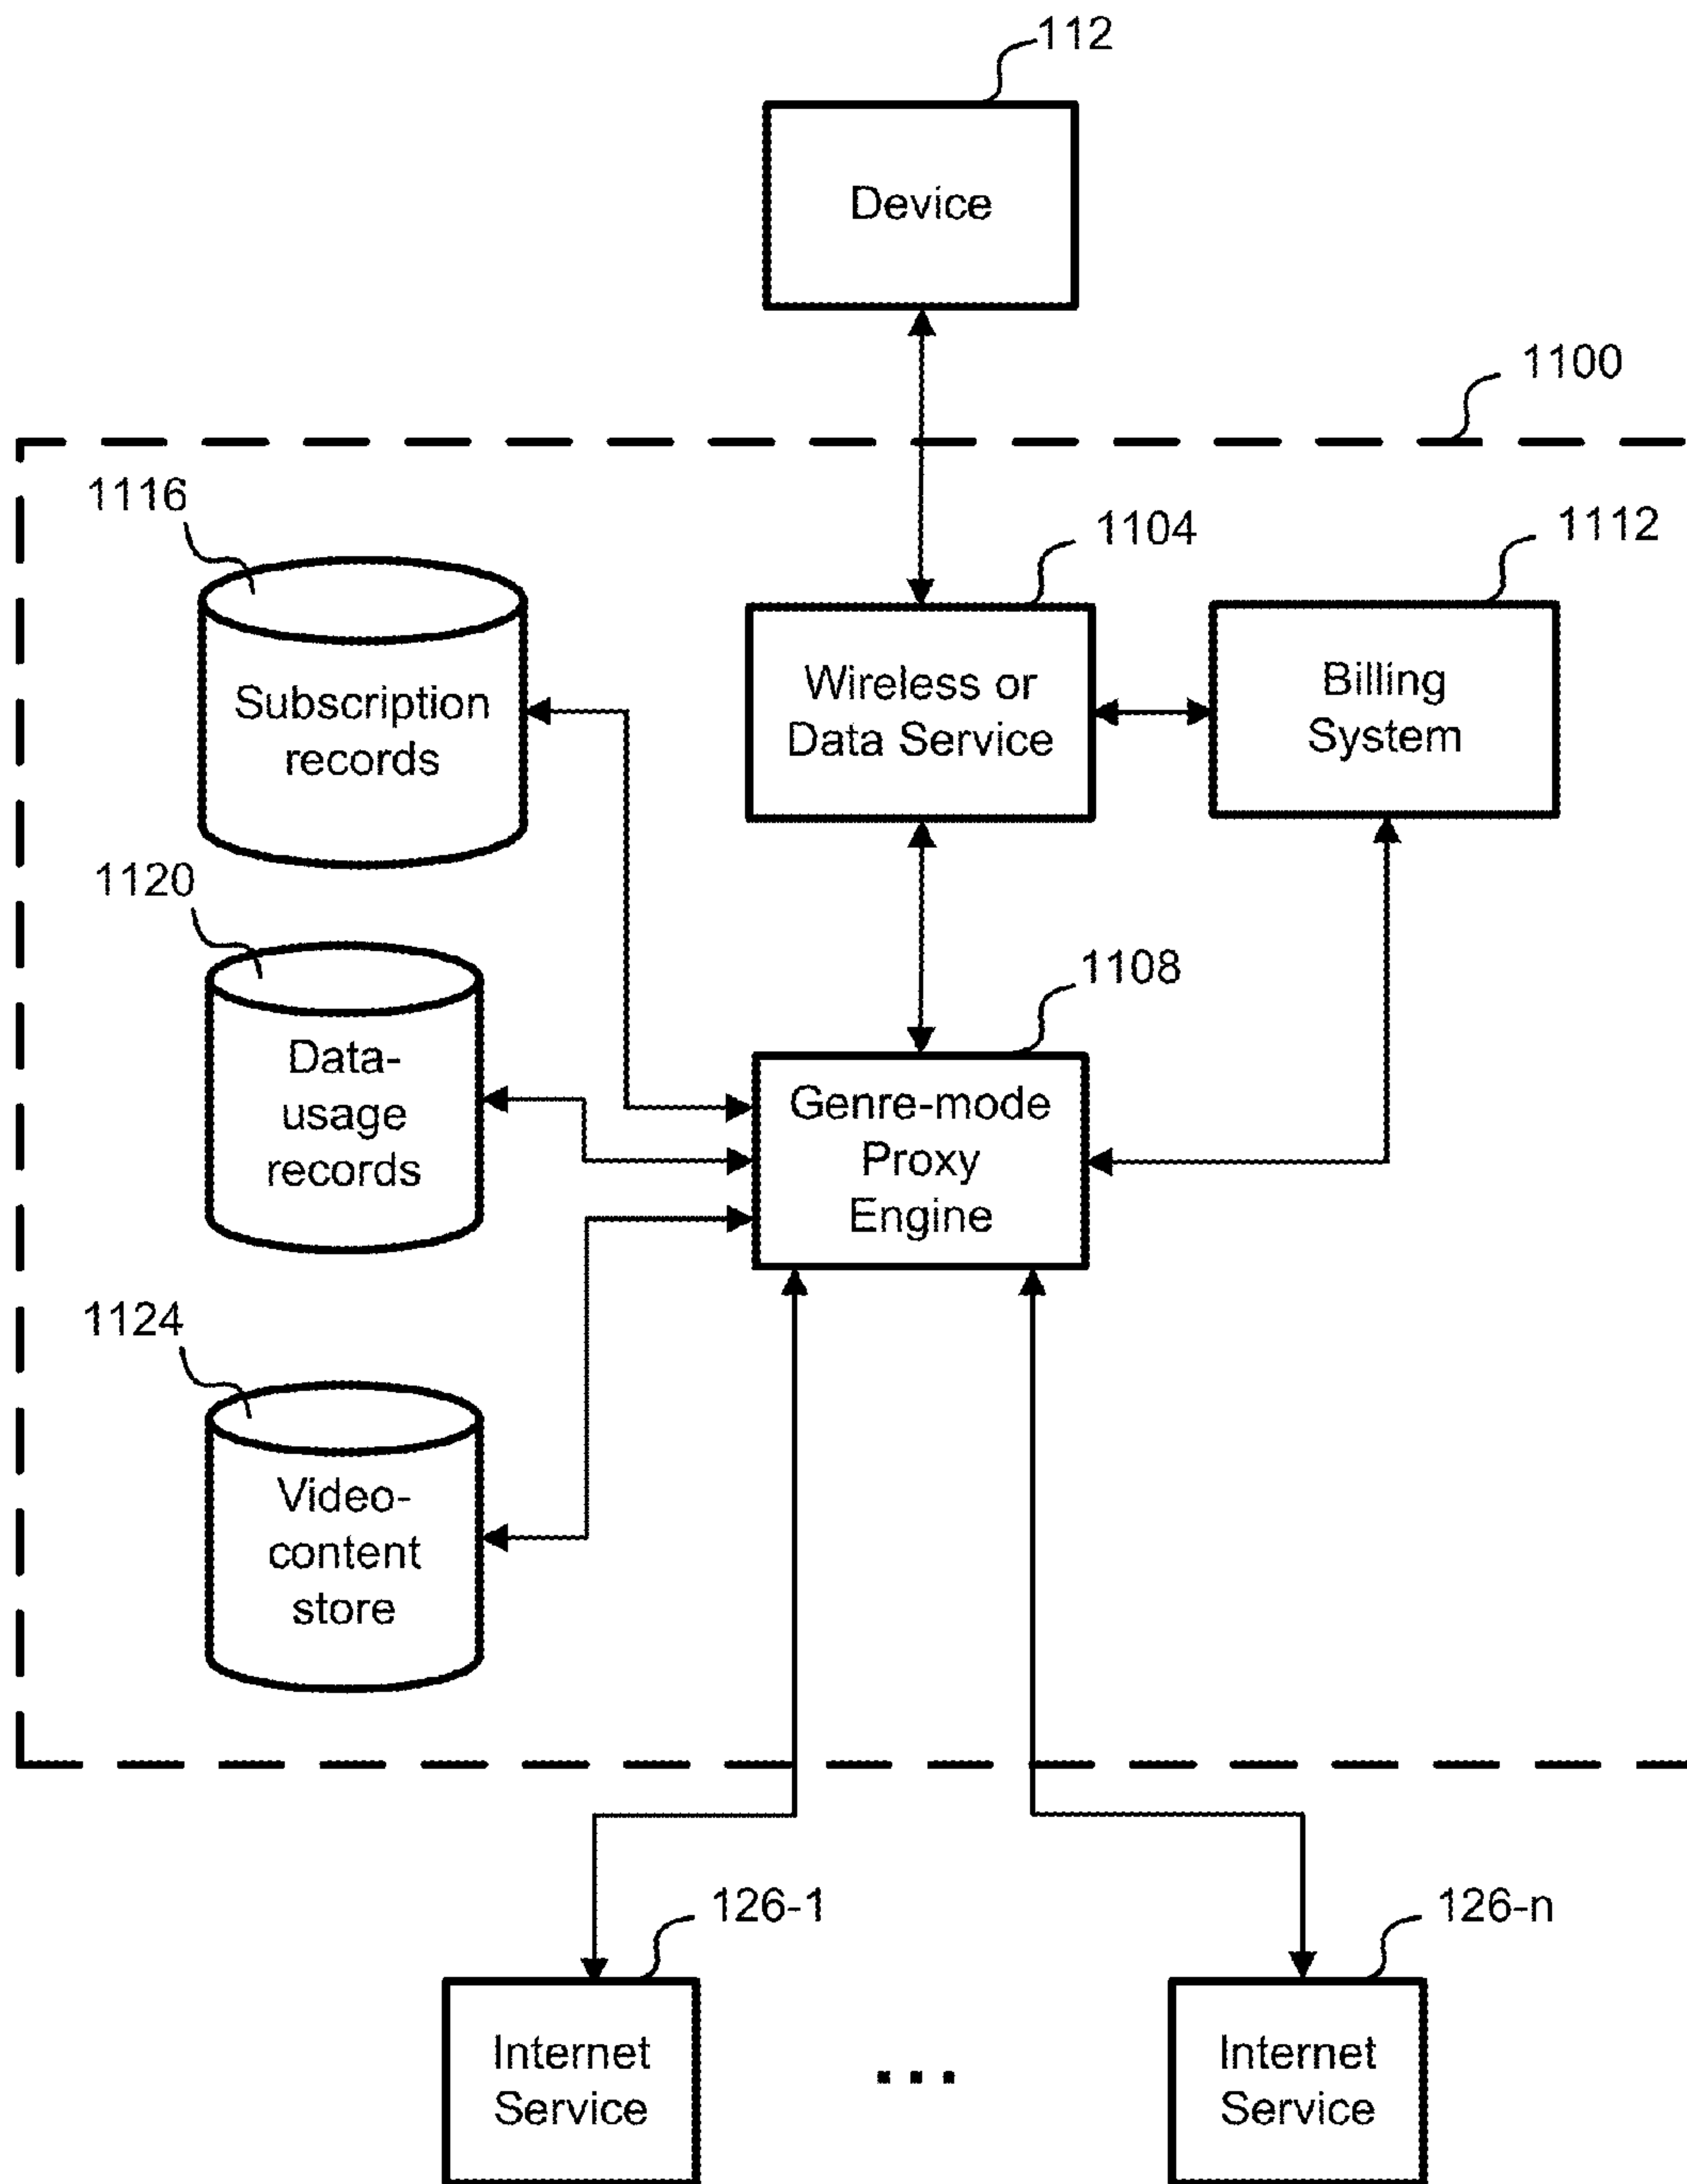 112
Device
1100
1116
1104
1112
Subscription
records
Wireless or
Data Service
Billing
System
1120
1108
Data-
usage
records
Genre-mode
Proxy
Engine
1124
Video-
content
store
126-1
126-n
Internet
Service
...
Internet
Service